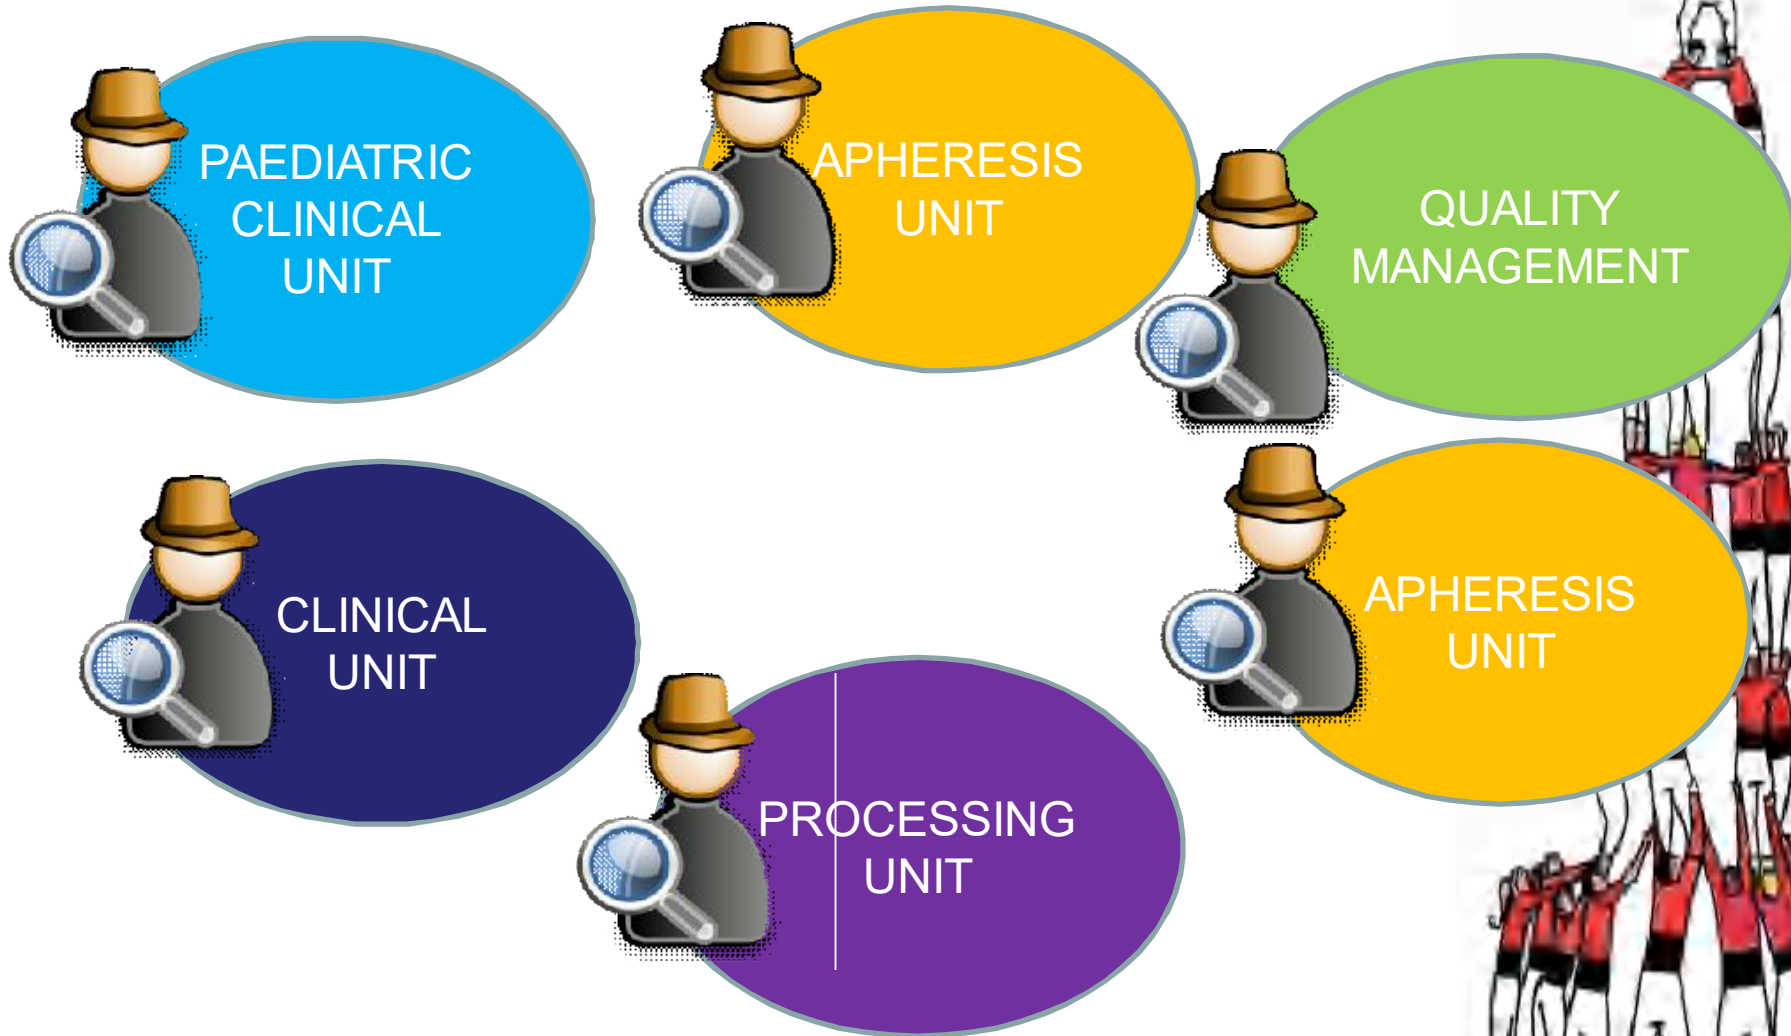 PAEDIATRIC
CLINICAL
UNIT
APHERESIS
UNIT
QUALITY
MANAGEMENT
CLINICAL
UNIT
APHERESIS
UNIT
PROCESSING
UNIT